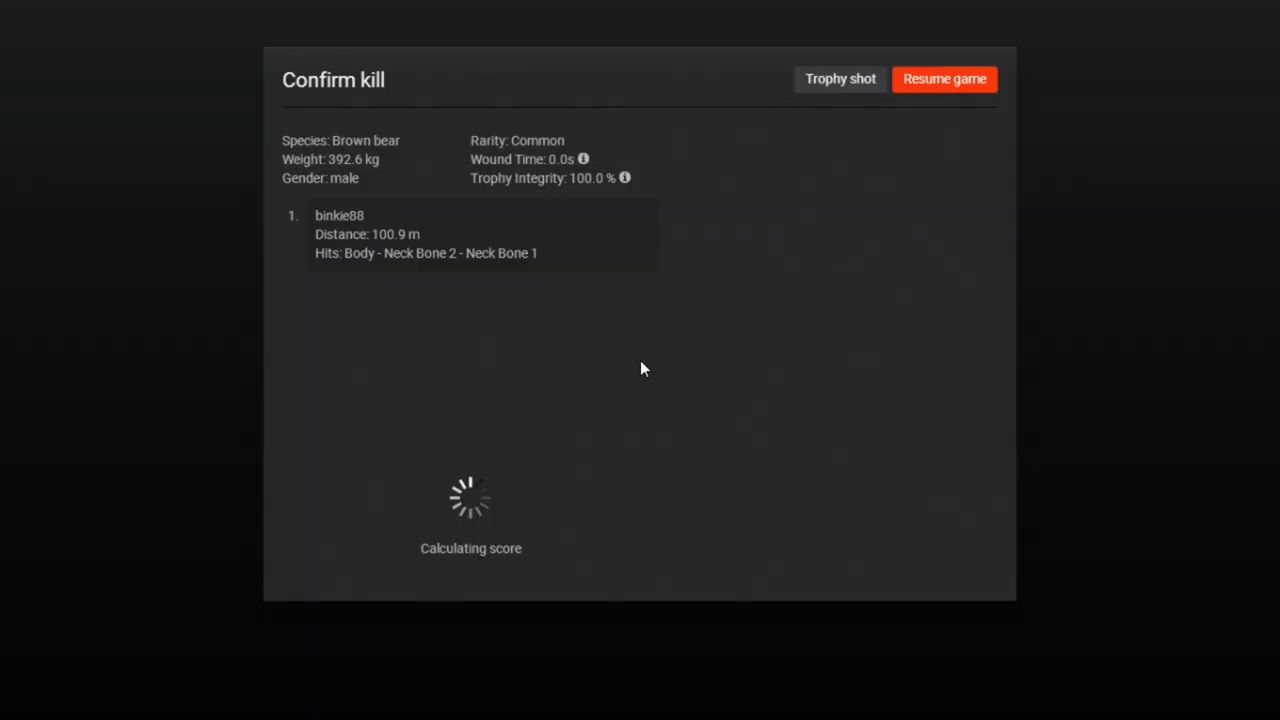 Confirm kill
Trophy shot
Resume game
Species: Brown bear
Weight: 392.6 kg
Gender: male
Rarity: Common
Wound Time: 0.0s
Trophy Integrity: 100.0 %
1.
binkie88
Distance: 100.9 m
Hits: Body - Neck Bone 2 - Neck Bone 1
Calculating score